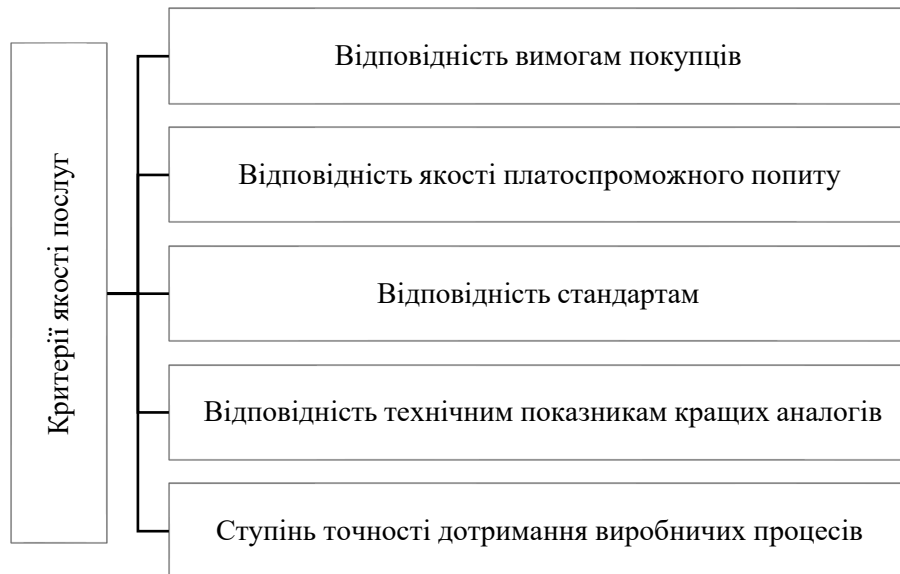 Критерії якості послуг
Відповідність вимогам покупців
Відповідність якості платоспроможного попиту
Відповідність стандартам
Відповідність технічним показникам кращих аналогів
Ступінь точності дотримання виробничих процесів